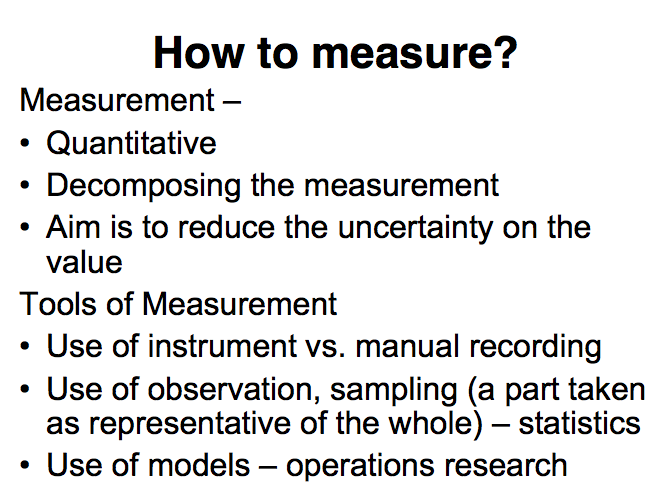 How to measure?
Measurement –
• Quantitative
• Decomposing the measurement
• Aim is to reduce the uncertainty on the
value
Tools of Measurement
• Use of instrument vs. manual recording
• Use of observation, sampling (a part taken
as representative of the whole) – statistics
• Use of models – operations research